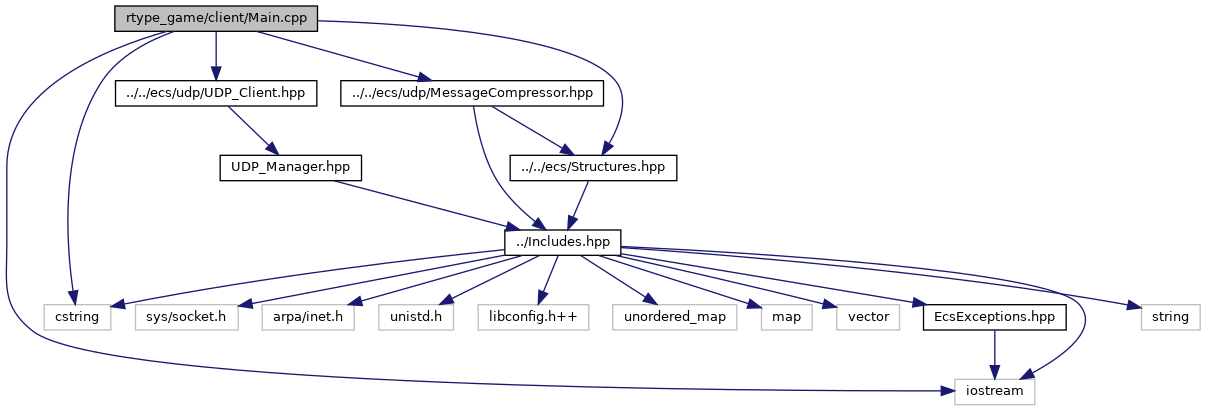 rtype_game/client/Main.cpp
../../ecs/udp/UDP_Client.hpp
../../ecs/udp/MessageCompressor.hpp
UDP_Manager.hpp
../../ecs/Structures.hpp
../Includes.hpp
cstring
sys/socket.h
arpa/inet.h
unistd.h
libconfig.h++
unordered_map
map
vector
EcsExceptions.hpp
string
iostream